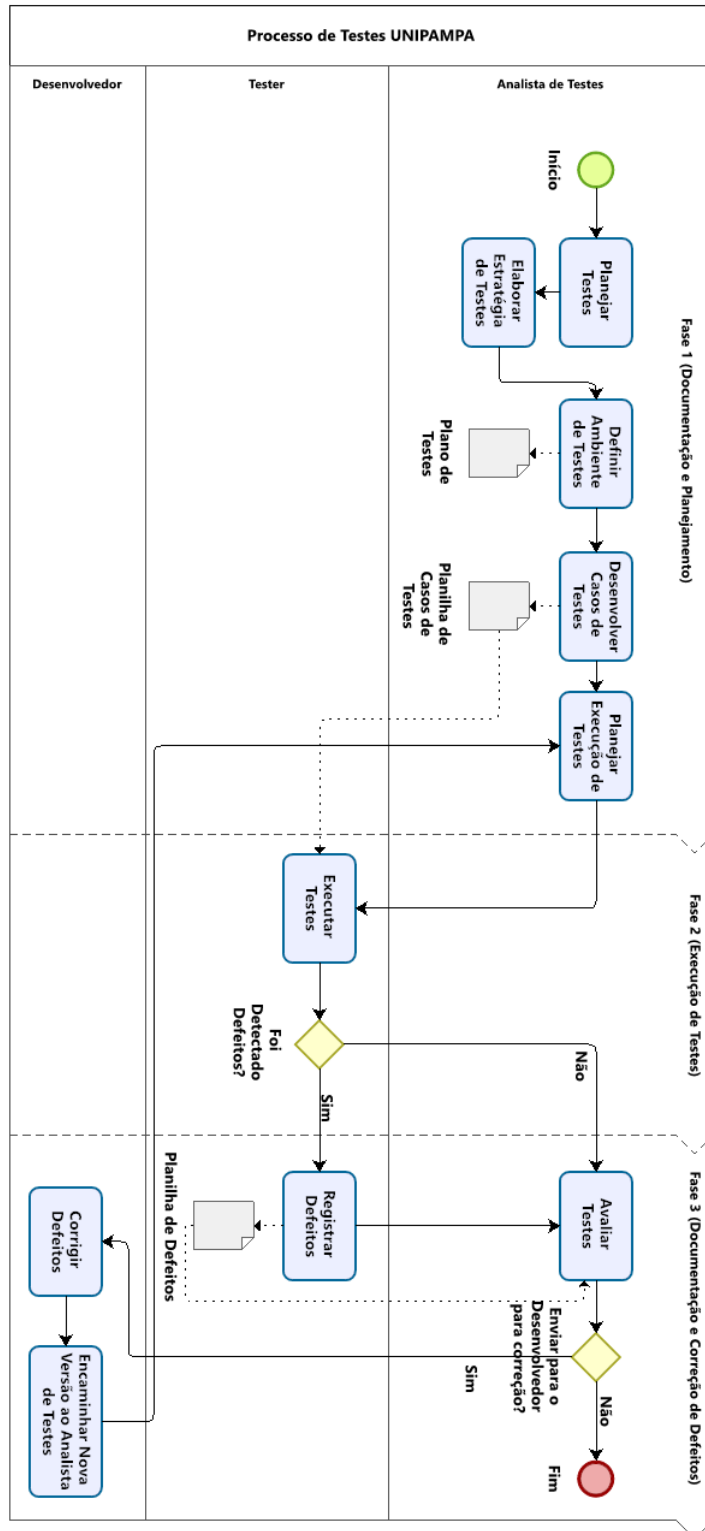 Processo de Testes UNIPAMPA
Desenvolvedor
Tester
Analista de Testes
Fase 1 (Documentação e Planejamento)
Início
Planejar
Testes
Elaborar
Estratégia
de Testes
Definir
Ambiente
de Testes
Plano de
Testes
Desenvolver
Casos de
Testes
Planilha de
Casos de
Testes
Planejar
Execução de
Testes
Fase 2 (Execução de Testes)
Executar
Testes
Foi
Detectado
Defeitos?
Não
Sim
Fase 3 (Documentação e Correção de Defeitos)
Registrar
Defeitos
Planilha de Defeitos
Avaliar
Testes
Enviar para o
Desenvolvedor
para correção?
Sim
Não
Fim
Corrigir
Defeitos
Encaminhar Nova
Versão ao Analista
de Testes